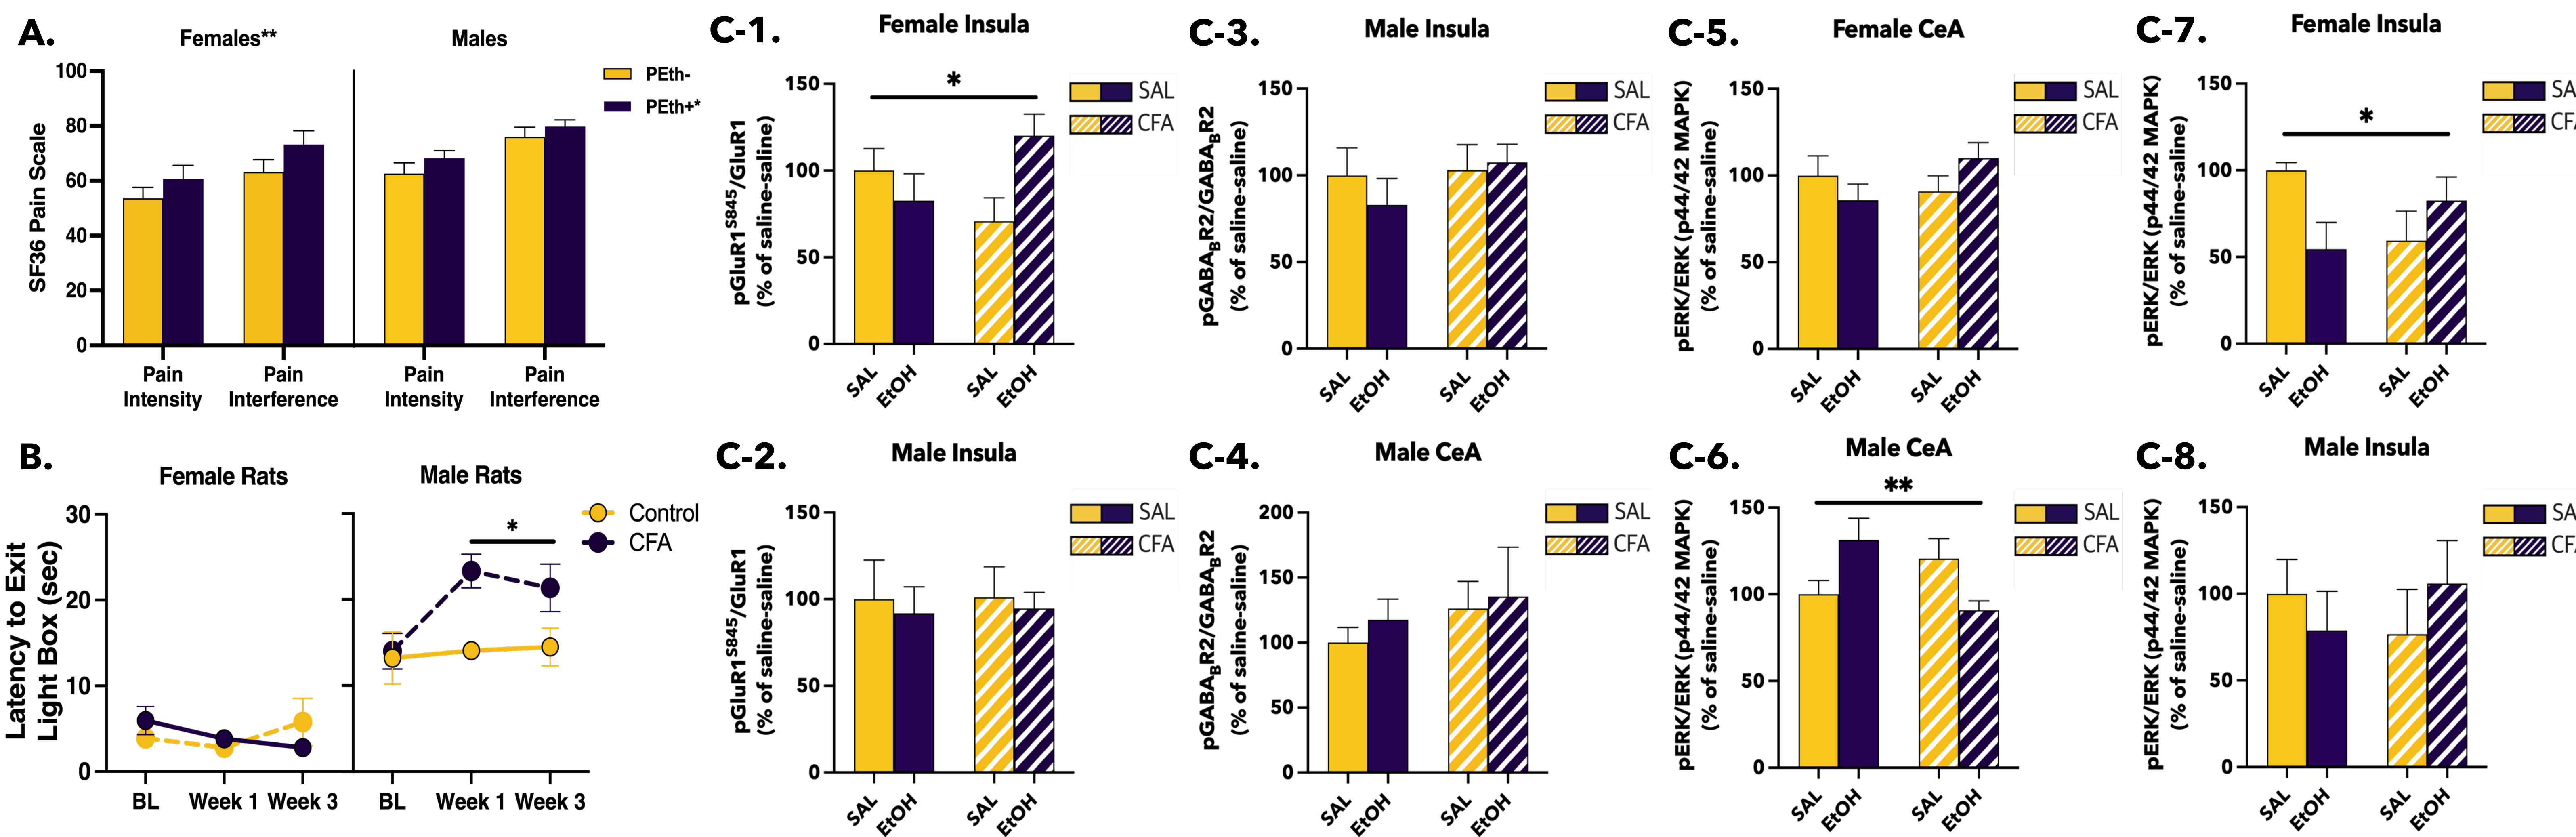 A.
Females**
Males
PEth-
PEth+*
SF36 Pain Scale
100
80
60
40
20
0
Pain
Intensity
Pain
Interference
Pain
Intensity
Pain
Interference
B.
Female Rats
Male Rats
Control
CFA
*
Latency to Exit
Light Box (sec)
30
20
10
0
BL
Week 1
Week 3
BL
Week 1
Week 3
C-1.
Female Insula
*
SAL
CFA
pGluR1S845/GluR1
(% of saline-saline)
150
100
50
0
SAL
EtOH
SAL
EtOH
C-2.
Male Insula
SAL
CFA
pGluR1S845/GluR1
(% of saline-saline)
150
100
50
0
SAL
EtOH
SAL
EtOH
C-3.
Male Insula
SAL
CFA
pGABABR2/GABABR2
(% of saline-saline)
150
100
50
0
SAL
EtOH
SAL
EtOH
C-4.
Male CeA
SAL
CFA
pGABABR2/GABABR2
(% of saline-saline)
200
150
100
50
0
SAL
EtOH
SAL
EtOH
C-5.
Female CeA
SAL
CFA
pERK/ERK (p44/42 MAPK)
(% of saline-saline)
150
100
50
0
SAL
EtOH
SAL
EtOH
C-6.
Male CeA
**
SAL
CFA
pERK/ERK (p44/42 MAPK)
(% of saline-saline)
150
100
50
0
SAL
EtOH
SAL
EtOH
C-7.
Female Insula
*
SA
CF
pERK/ERK (p44/42 MAPK)
(% of saline-saline)
150
100
50
0
SAL
EtOH
SAL
EtOH
C-8.
Male Insula
SA
CF
pERK/ERK (p44/42 MAPK)
(% of saline-saline)
150
100
50
0
SAL
EtOH
SAL
EtOH